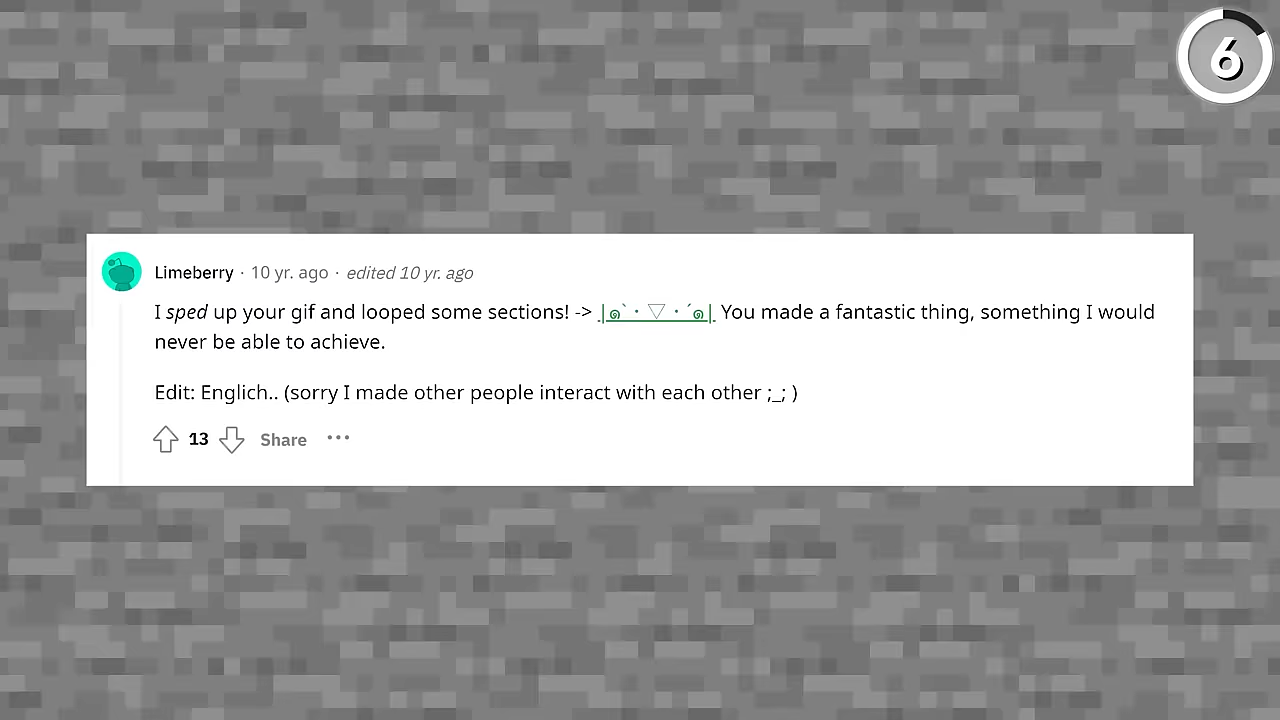 6
Limeberry · 10 yr. ago · edited 10 yr. ago
I sped up your gif and looped some sections! -> |๑`・▽・´๑| You made a fantastic thing, something I would
never be able to achieve.
Edit: Englich.. (sorry I made other people interact with each other ;_; )
13 Share ···